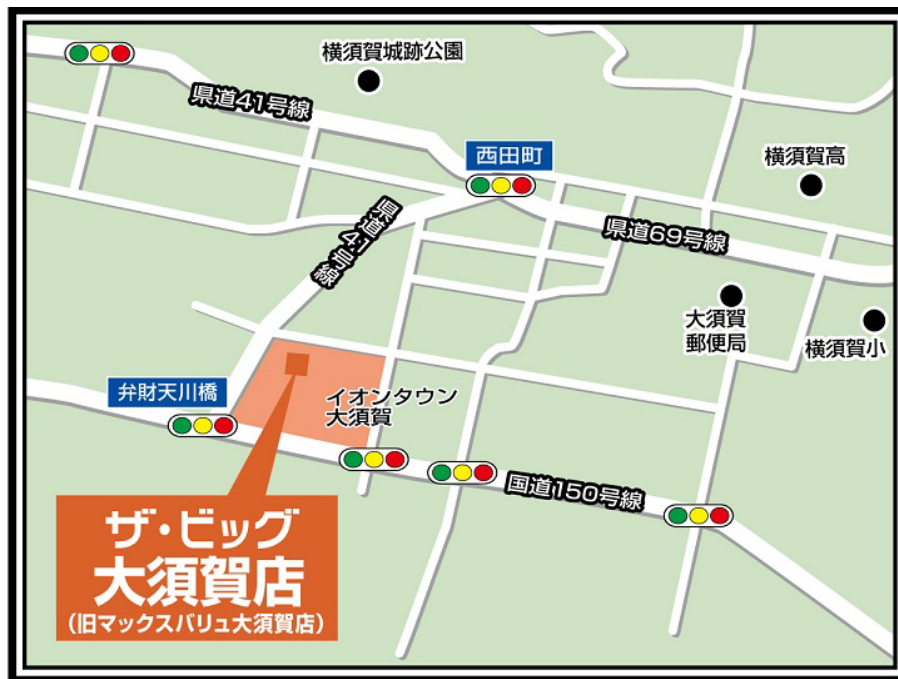 横須賀城跡公園
県道41号線
西田町
横須賀高
県道41号線
県道69号線
大須賀
郵便局
横須賀小
弁財天川橋
イオンタウン
大須賀
国道150号線
ザ・ビッグ
大須賀店
(旧マックスバリュ大須賀店)